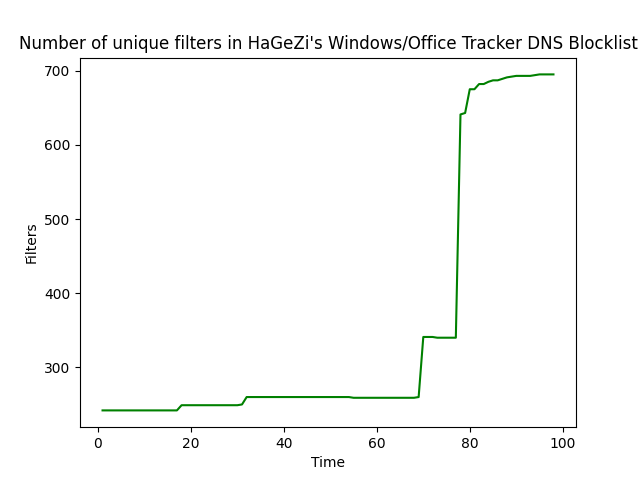 Number of unique filters in HaGeZi's Windows/Office Tracker DNS Blocklist
700
600
500
400
300
Filters
0 20 40 60 80 100
Time